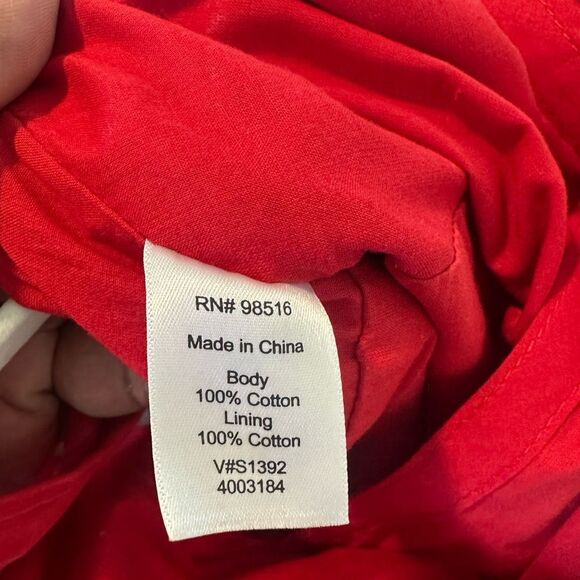 RN# 98516
Made in China
Body
100% Cotton
Lining
100% Cotton
V#S1392
4003184